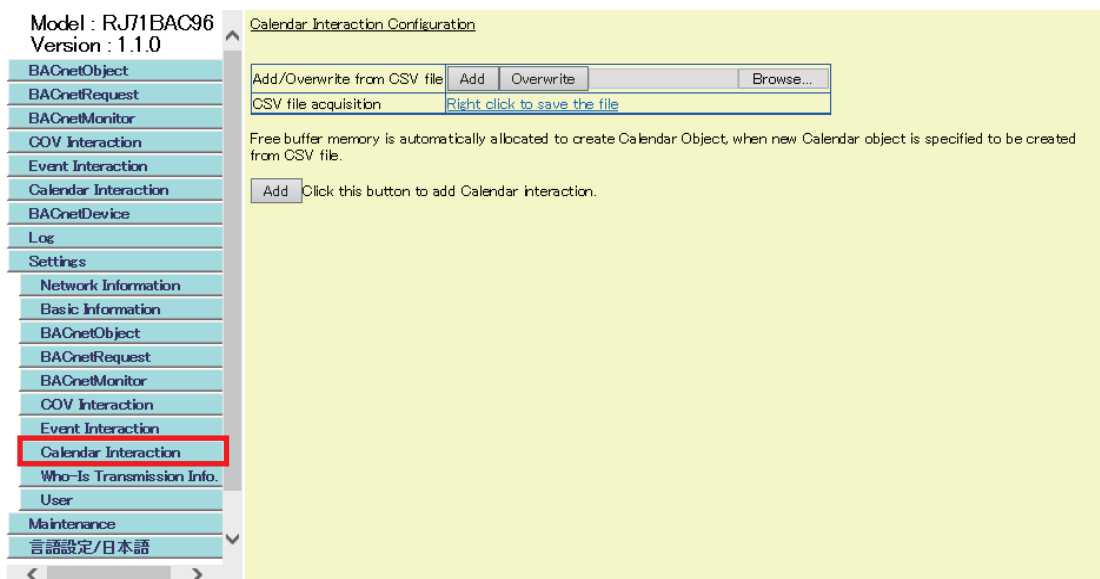 Model : RJ71BAC96
Version : 1.1.0
BACnetObject
BACnetRequest
BACnetMonitor
COV Interaction
Event Interaction
Calendar Interaction
BACnetDevice
Log
Settings
Network Information
Basic Information
BACnetObject
BACnetRequest
BACnetMonitor
COV Interaction
Event Interaction
Calendar Interaction
Who-Is Transmission Info.
User
Maintenance
言語設定/日本語
Calendar Interaction Configuration
Add/Overwrite from CSV file Add Overwrite Browse...
CSV file acquisition Right click to save the file
Free buffer memory is automatically allocated to create Calendar Object, when new Calendar object is specified to be created
from CSV file.
Add Click this button to add Calendar interaction.